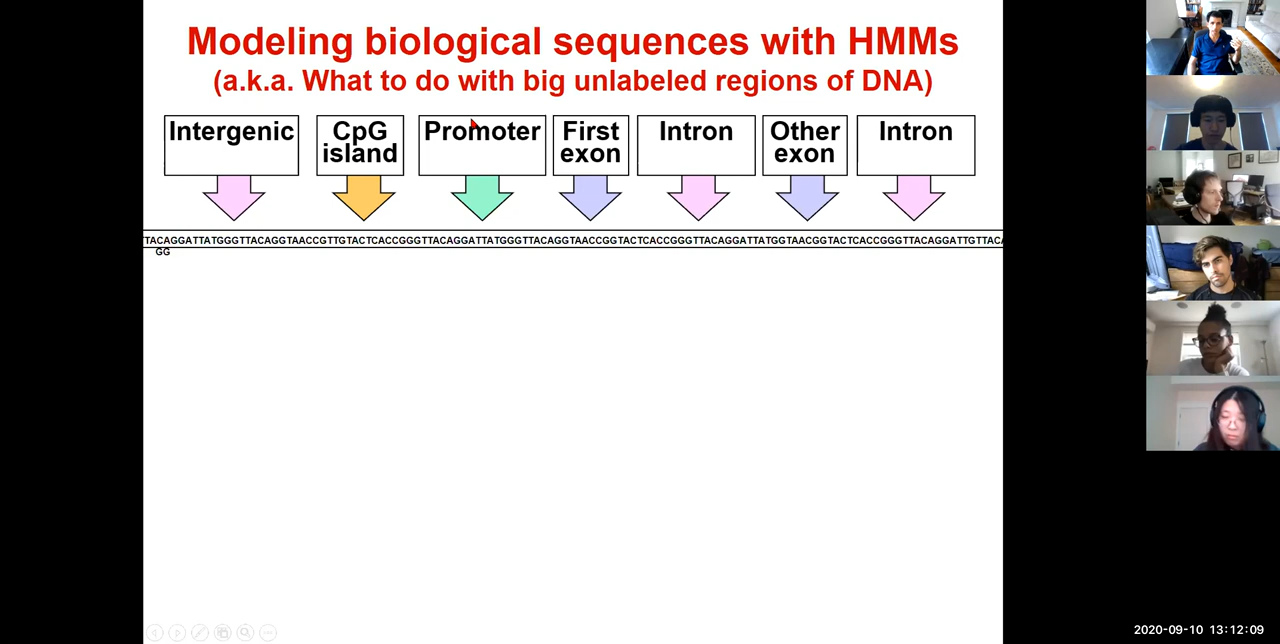 Modeling biological sequences with HMMs
(a.k.a. What to do with big unlabeled regions of DNA)
Intergenic
CpG
island
Promoter
First
exon
Intron
Other
exon
Intron
TACAGGATTATGGGTTACAGGTAACCGTTGTACTCACCGGGTTACAGGATTATGGGTTACAGGTAACCGGTACTCACCGGGTTACAGGATTATGGTAACGGTACTCACCGGGTTACAGGATTGTTACA
GG
2020-09-10 13:12:09